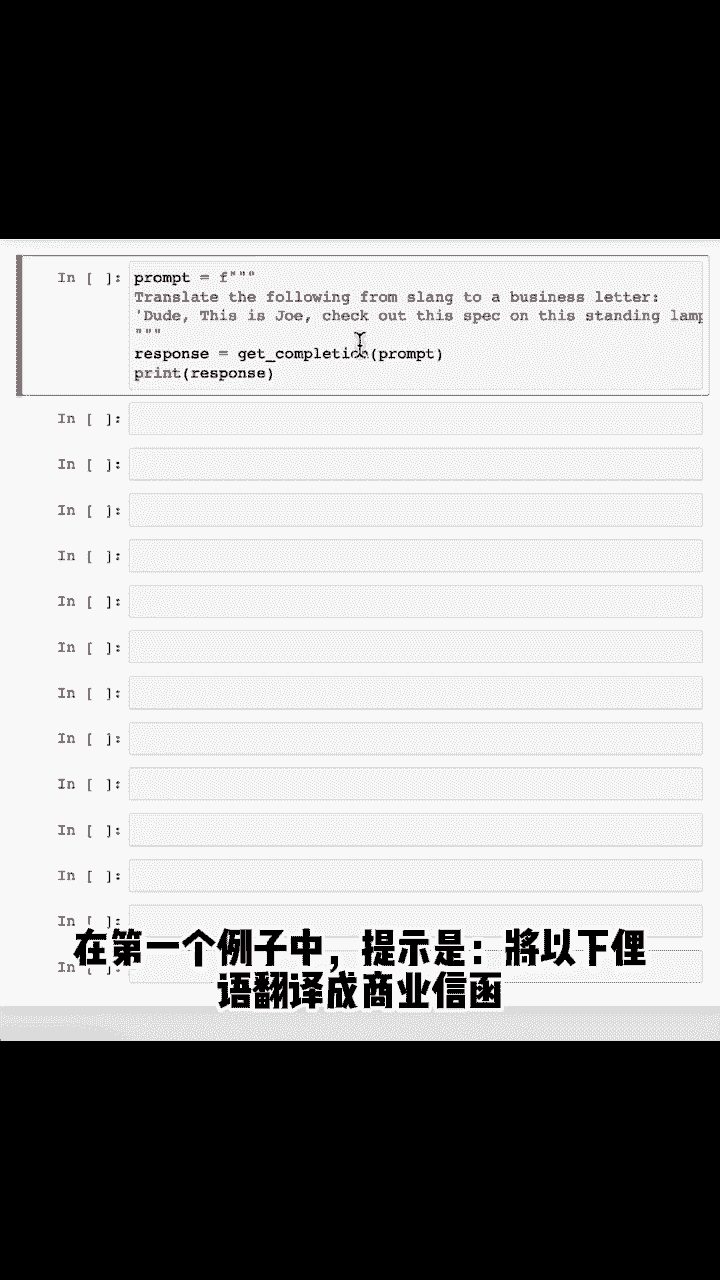 In [ ]: prompt = f"""
Translate the following from slang to a business letter:
'Dude, This is Joe, check out this spec on this standing lamp
"""
response = get_completion(prompt)
print(response)
In [ ]:
In [ ]:
In [ ]:
In [ ]:
In [ ]:
In [ ]:
In [ ]:
In [ ]:
In [ ]:
In [ ]:
In [ ]:
In [ ]:
In [ ]:
在第一个例子中，提示是：將以下俚
语翻译成商业信函